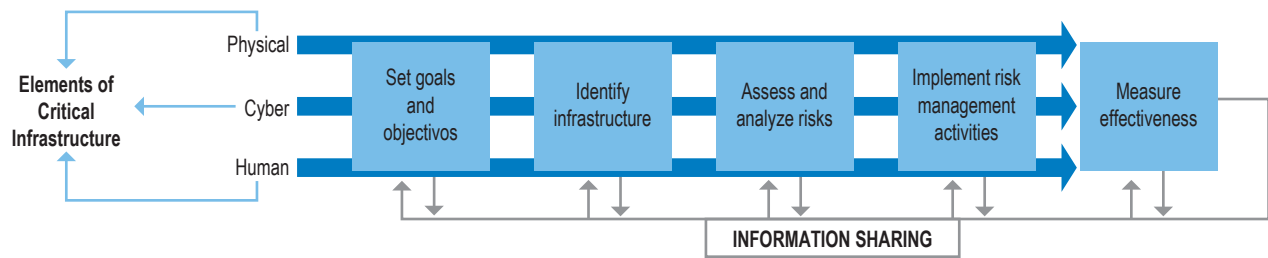 Elements of
Critical
Infrastructure
Physical
Cyber
Human
Set goals
and
objectivos
Identify
infrastructure
Assess and
analyze risks
Implement risk
management
activities
Measure
effectiveness
INFORMATION SHARING